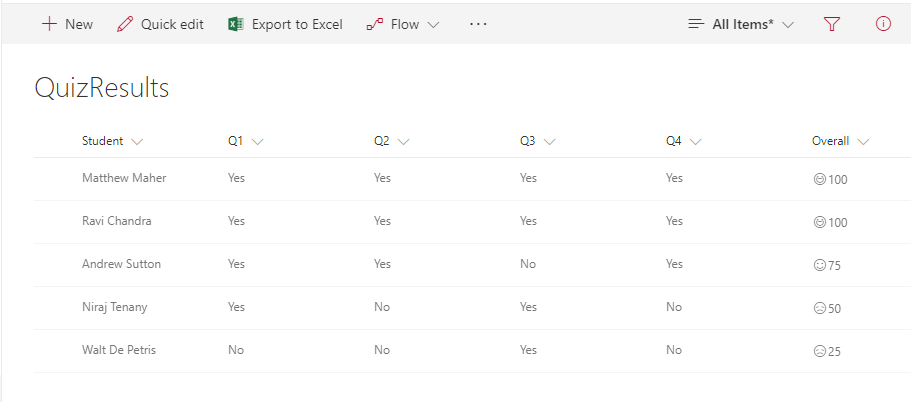 New Quick edit Export to Excel Flow ... All Items*
QuizResults
Student Q1 Q2 Q3 Q4 Overall
Matthew Maher Yes Yes Yes Yes 100
Ravi Chandra Yes Yes Yes Yes 100
Andrew Sutton Yes Yes No Yes 75
Niraj Tenany Yes No Yes No 50
Walt De Petris No No Yes No 25